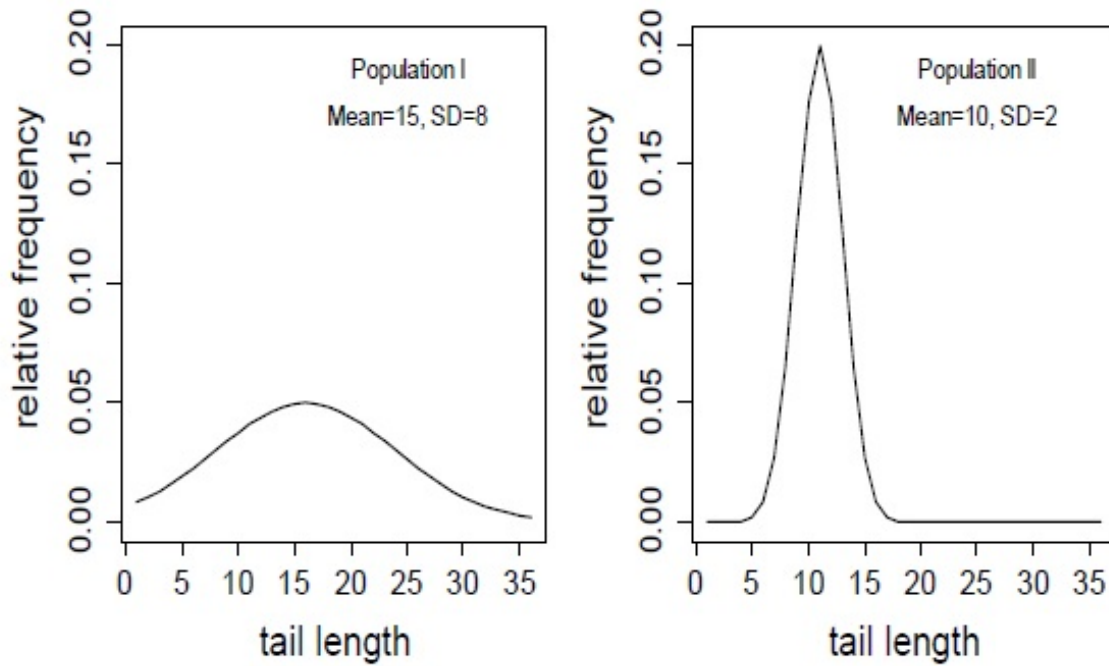 Population I
Mean=15, SD=8
relative frequency
0.20
0.15
0.10
0.05
0.00
0 5 10 15 20 25 30 35
tail length
Population II
Mean=10, SD=2
relative frequency
0.20
0.15
0.10
0.05
0.00
0 5 10 15 20 25 30 35
tail length